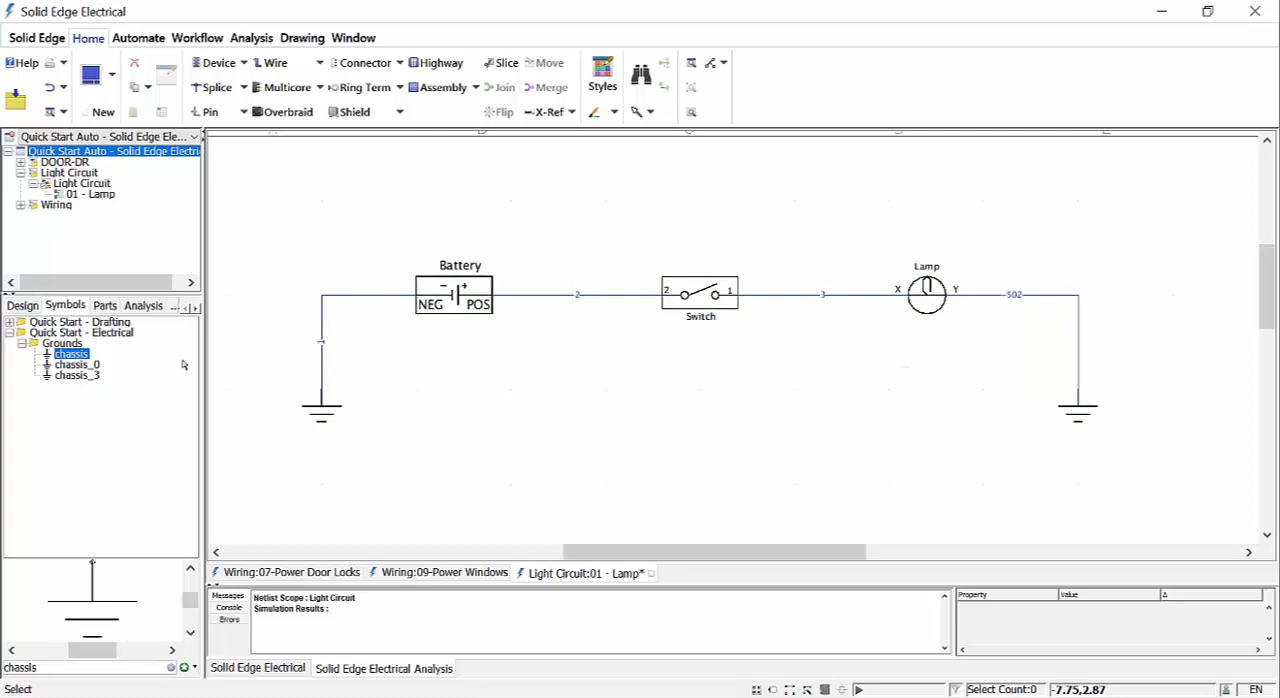 Solid Edge Electrical
Solid Edge Home Automate Workflow Analysis Drawing Window
Help Device Wire Connector Highway Slice Move
Splice Multicore Ring Term Assembly Join Merge Styles
New Pin Overbraid Shield Flip X-Ref
Quick Start Auto - Solid Edge Ele...
Quick Start Auto - Solid Edge Electri
DOOR-DR
Light Circuit
Light Circuit
01 - Lamp
Wiring
Design Symbols Parts Analysis ...
Quick Start - Drafting
Quick Start - Electrical
Grounds
chassis
chassis_0
chassis_3
chassis
Battery
NEG POS
- +
1
2
2 1
Switch
3
Lamp
X Y
502
Wiring:07-Power Door Locks Wiring:09-Power Windows Light Circuit:01 - Lamp*
Messages
Console
Errors
Netlist Scope : Light Circuit
Simulation Results :
Property Value
Solid Edge Electrical Solid Edge Electrical Analysis
Select Select Count:0 -7.75,2.87 EN